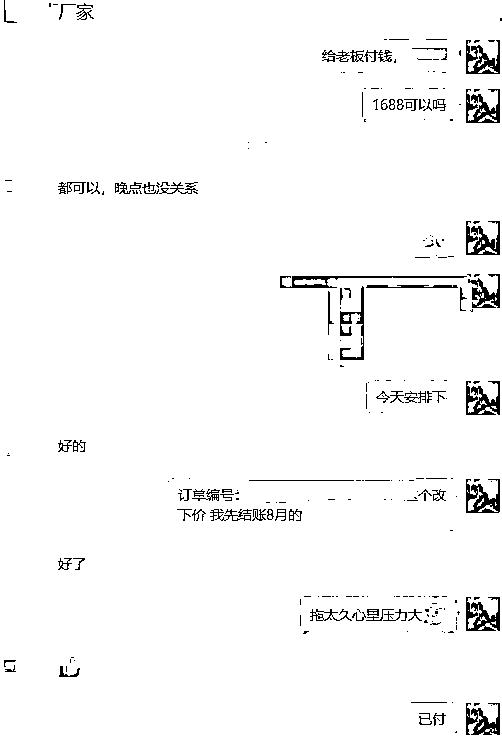 厂家
给老板付钱，
1688可以吗
都可以，晚点也没关系
今天安排下
好的
订单编号：
个改
下价 我先结账8月的
好了
拖太久心里压力大
已付